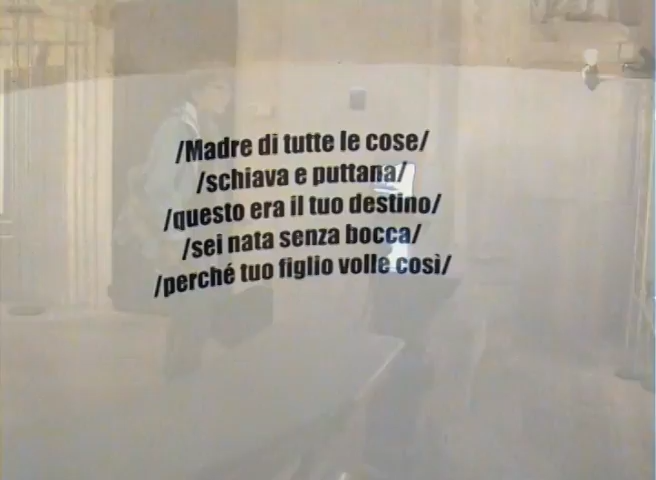 /Madre di tutte le cose/
/schiava e puttana/
/questo era il tuo destino/
/sei nata senza bocca/
/perché tuo figlio volle così/